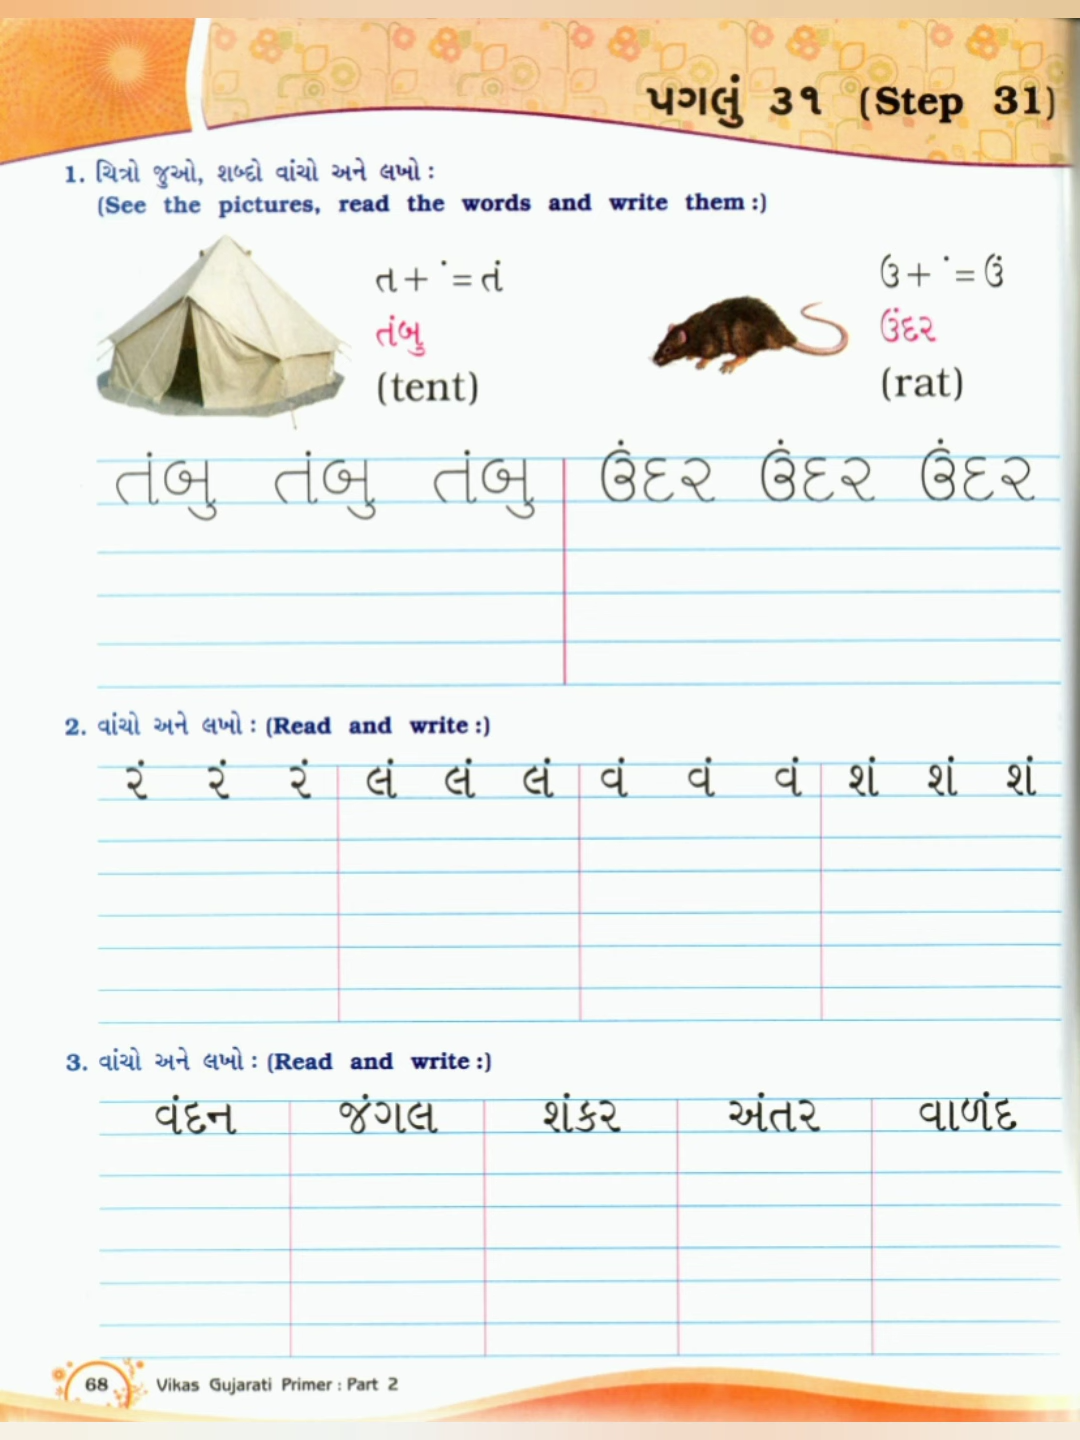 પગલું ૩૧ (Step 31)
1. ચિત્રો જુઓ, શબ્દો વાંચો અને લખો :
(See the pictures, read the words and write them :)
ત + ં = તં
તંબુ
(tent)
ઉ + ં = ઉં
ઉંદર
(rat)
તંબુ તંબુ તંબુ ઉંદર ઉંદર ઉંદર
2. વાંચો અને લખો : (Read and write :)
રં રં રં લં લં લં વં વં વં શં શં શં
3. વાંચો અને લખો : (Read and write :)
વંદન જંગલ શંકર અંતર વાળંદ
68 Vikas Gujarati Primer : Part 2